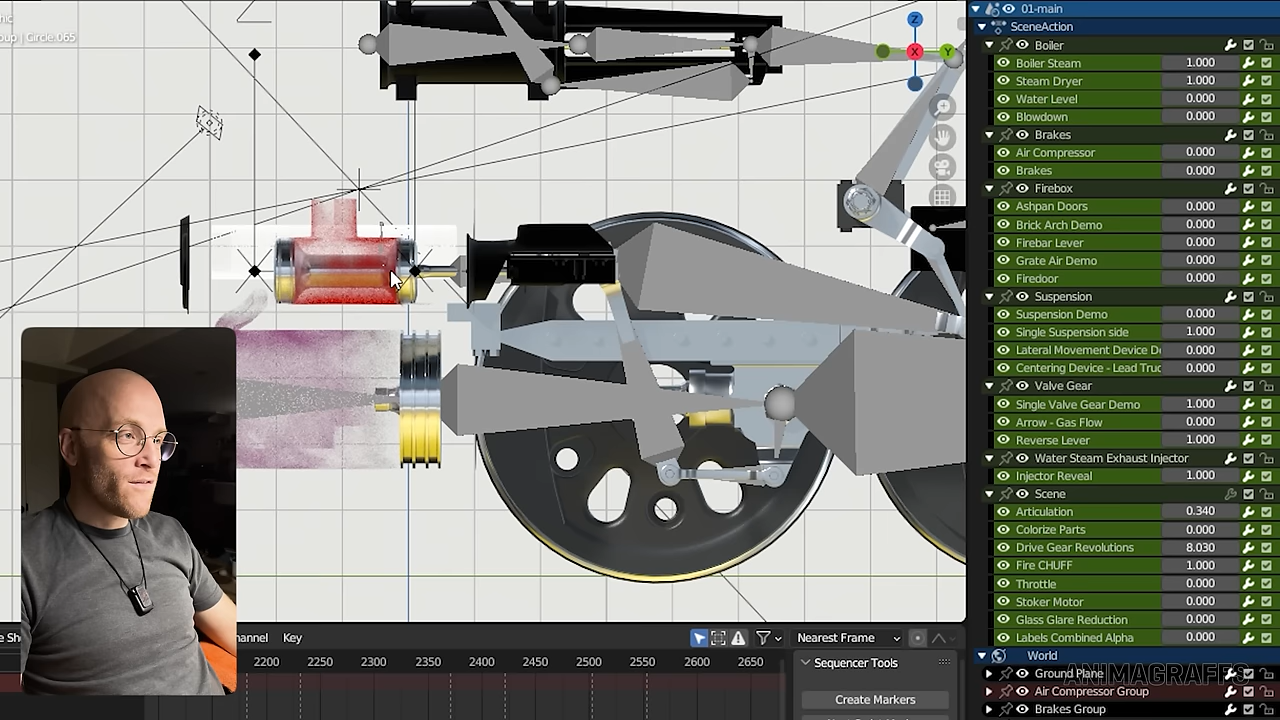 hic
oup | Circle.065
Z
X
Y
01-main
SceneAction
Boiler
Boiler Steam 1.000
Steam Dryer 1.000
Water Level 0.000
Blowdown 0.000
Brakes
Air Compressor 0.000
Brakes 0.000
Firebox
Ashpan Doors 0.000
Brick Arch Demo 0.000
Firebar Lever 0.000
Grate Air Demo 0.000
Firedoor 0.000
Suspension
Suspension Demo 0.000
Single Suspension side 1.000
Lateral Movement Device De 0.000
Centering Device - Lead Truc 0.000
Valve Gear
Single Valve Gear Demo 1.000
Arrow - Gas Flow 0.000
Reverse Lever 1.000
Water Steam Exhaust Injector
Injector Reveal 1.000
Scene
Articulation 0.340
Colorize Parts 0.000
Drive Gear Revolutions 8.030
Fire CHUFF 1.000
Throttle 0.000
Stoker Motor 0.000
Glass Glare Reduction 0.000
Labels Combined Alpha 0.000
World
Ground Plane
Air Compressor Group
Brakes Group
ANIMAGRAFFS
e Sh
hannel Key
Nearest Frame
2200 2250 2300 2350 2400 2450 2500 2550 2600 2650
Sequencer Tools
Create Markers